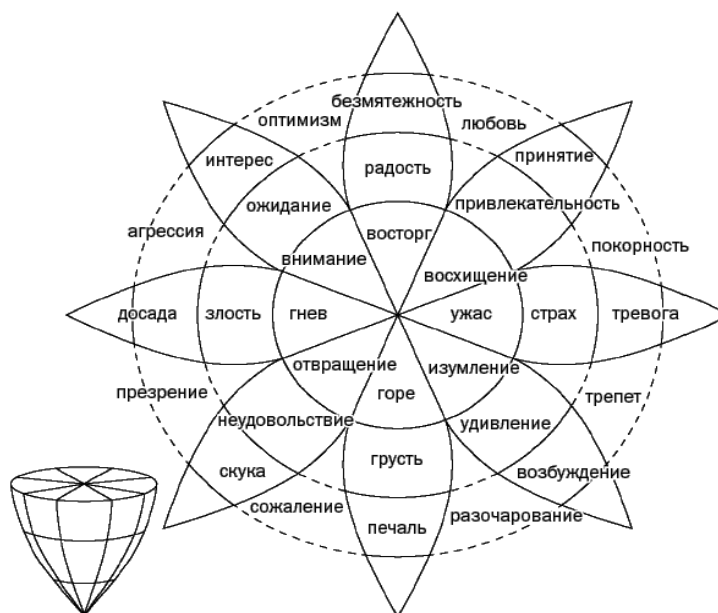 безмятежность
оптимизм
любовь
интерес
принятие
радость
ожидание
привлекательность
агрессия
восторг
покорность
внимание
восхищение
досада
злость
гнев
ужас
страх
тревога
отвращение
изумление
презрение
горе
трепет
неудовольствие
удивление
грусть
скука
возбуждение
сожаление
разочарование
печаль